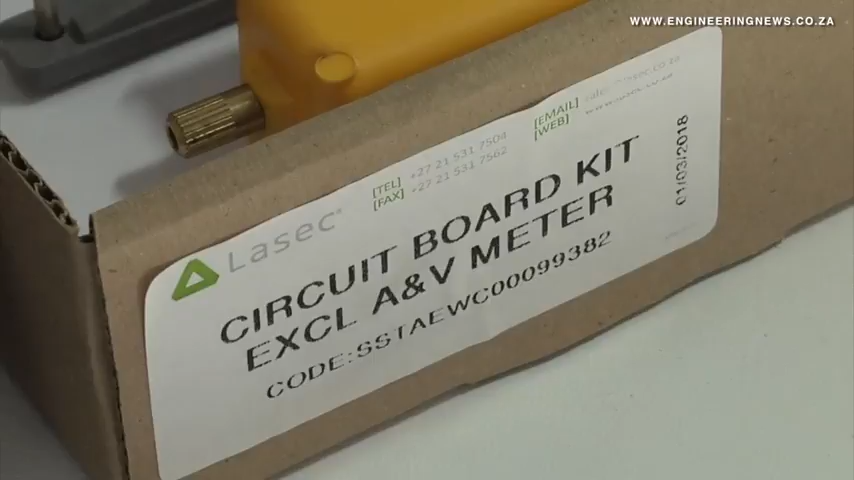 WWW.ENGINEERINGNEWS.CO.ZA
Lasec
[TEL] +27 21 531 7504
[FAX] +27 21 531 7562
[EMAIL]
[WEB]
CIRCUIT BOARD KIT
EXCL A&V METER
CODE:SSTAEWC00099382
01/03/2018